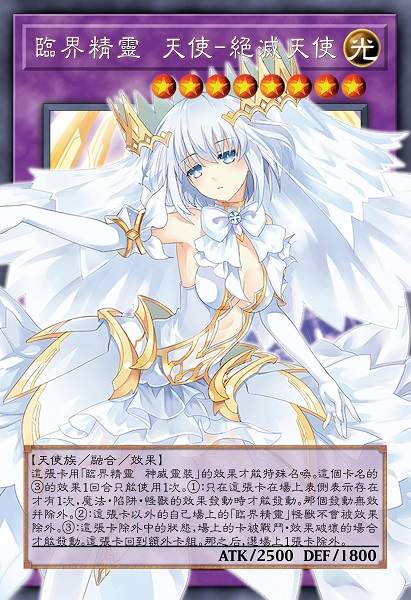 臨界精靈 天使-絕滅天使
光
【天使族／融合／效果】
這張卡用「臨界精靈 神威靈裝」的效果才能特殊召喚。這個卡名的
③的效果1回合只能使用1次。①:只在這張卡在場上表側表示存在
才有1次，魔法・陷阱・怪獸的效果發動時才能發動。那個發動無效
并除外。②:這張卡以外的自己場上的「臨界精靈」怪獸不會被效果
除外。③:這張卡除外中的狀態，場上的卡被戰鬥・效果破壞的場合
才能發動。這張卡回到額外卡組。那之後，選場上1張卡除外。
ATK/2500 DEF/1800